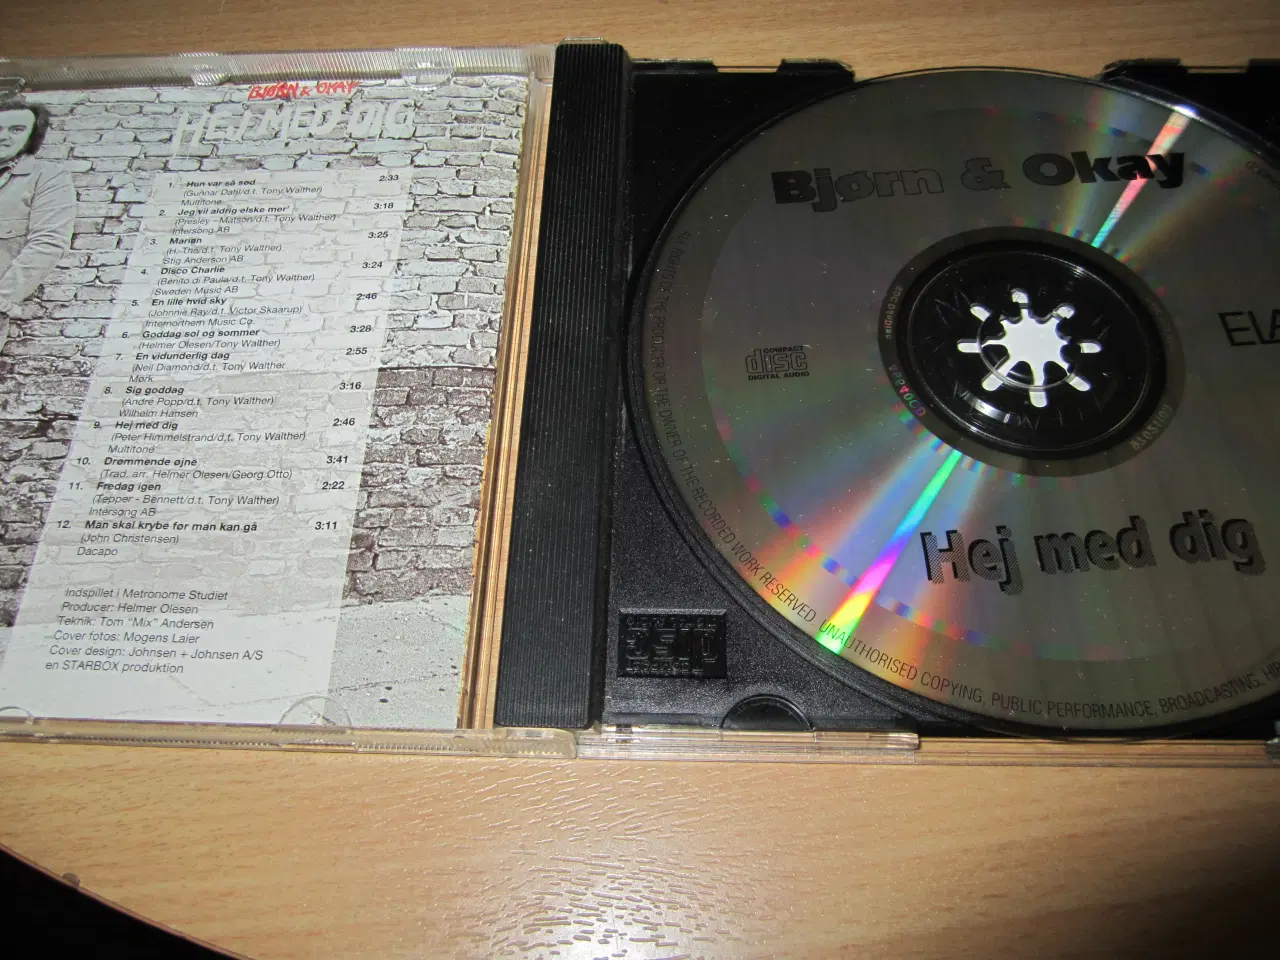 BJØRN & OKAY
HEJ MED DIG
1. Hun var så sød 2:33
(Gunnar Dahl/d.t. Tony Walther)
Multitone
2. Jeg vil aldrig elske mer' 3:18
(Presley - Matson/d.t. Tony Walther)
Intersong AB
3. Marian 3:25
(H. Tha/d.t. Tony Walther)
Stig Anderson AB
4. Disco Charlie 3:24
(Benito di Paula/d.t. Tony Walther)
Sweden Music AB
5. En lille hvid sky 2:46
(Johnnie Ray/d.t. Victor Skaarup)
Internorthern Music Co.
6. Goddag sol og sommer 3:28
(Helmer Olesen/Tony Walther)
7. En vidunderlig dag 2:55
(Neil Diamond/d.t. Tony Walther
Mørk
8. Sig goddag 3:16
(André Popp/d.t. Tony Walther)
Wilhelm Hansen
9. Hej med dig 2:46
(Peter Himmelstrand/d.t. Tony Walther)
Multitone
10. Drømmende øjne 3:41
(Trad. arr. Helmer Olesen/Georg Otto)
11. Fredag igen 2:22
(Tepper - Bennett/d.t. Tony Walther)
Intersong AB
12. Man skal krybe før man kan gå 3:11
(John Christensen)
Dacapo
Indspillet i Metronome Studiet
Producer: Helmer Olesen
Teknik: Tom "Mix" Andersen
Cover fotos: Mogens Laier
Cover design: Johnsen + Johnsen A/S
en STARBOX produktion
Bjørn & Okay
COMPACT
disc
DIGITAL AUDIO
Hej med dig
OF THE PRODUCER OF THE OWNER OF THE RECORDED WORK RESERVED. UNAUTHORISED COPYING, PUBLIC PERFORMANCE, BROADCASTING,